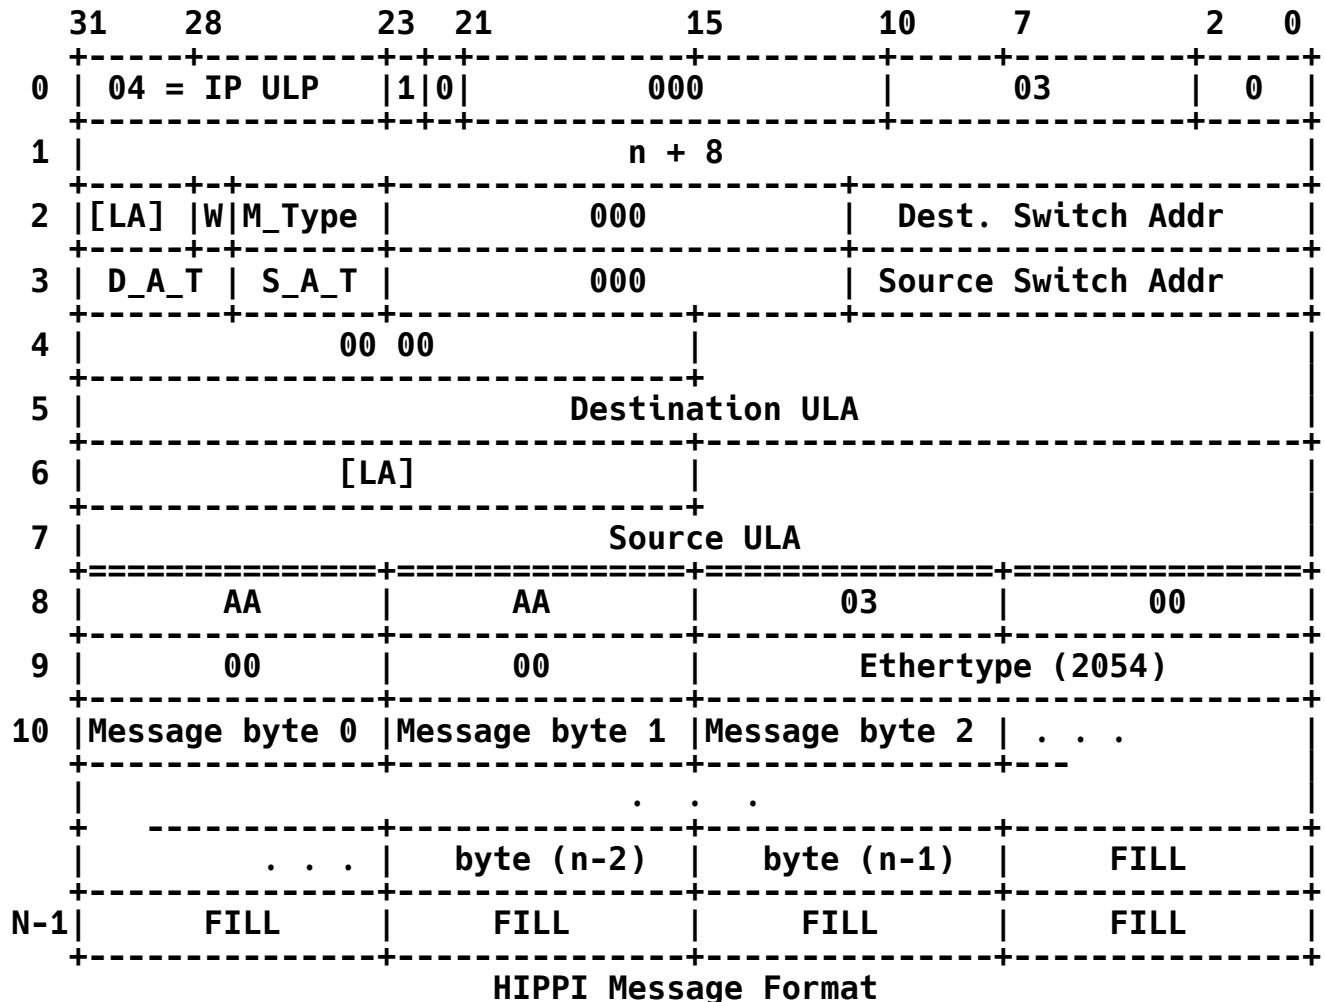 31 28 23 21 15 10 7 2 0
+-----+---------+-+-+-----------+---------+-----+---------+-----+
0 | 04 = IP ULP |1|0| 000 | 03 | 0 |
+---------------+-+-+---------------------+---------------+-----+
1 | n + 8 |
+-----+-+-------+-----------------------+-----------------------+
2 |[LA] |W|M_Type | 000 | Dest. Switch Addr |
+-----+-+-------+-----------------------+-----------------------+
3 | D_A_T | S_A_T | 000 | Source Switch Addr |
+-------+-------+---------------+-------+-----------------------+
4 | 00 00 | |
+-------------------------------+
5 | Destination ULA |
+-------------------------------+-------------------------------+
6 | [LA] | |
+-------------------------------+
7 | Source ULA |
+===============+===============+===============+===============+
8 | AA | AA | 03 | 00 |
+---------------+---------------+---------------+---------------+
9 | 00 | 00 | Ethertype (2054) |
+---------------+---------------+-------------------------------+
10 |Message byte 0 |Message byte 1 |Message byte 2 | . . . |
+---------------+---------------+---------------+---
| . . . |
+ ------------+---------------+---------------+---------------+
| . . . | byte (n-2) | byte (n-1) | FILL |
+---------------+---------------+---------------+---------------+
N-1| FILL | FILL | FILL | FILL |
+---------------+---------------+---------------+---------------+
HIPPI Message Format